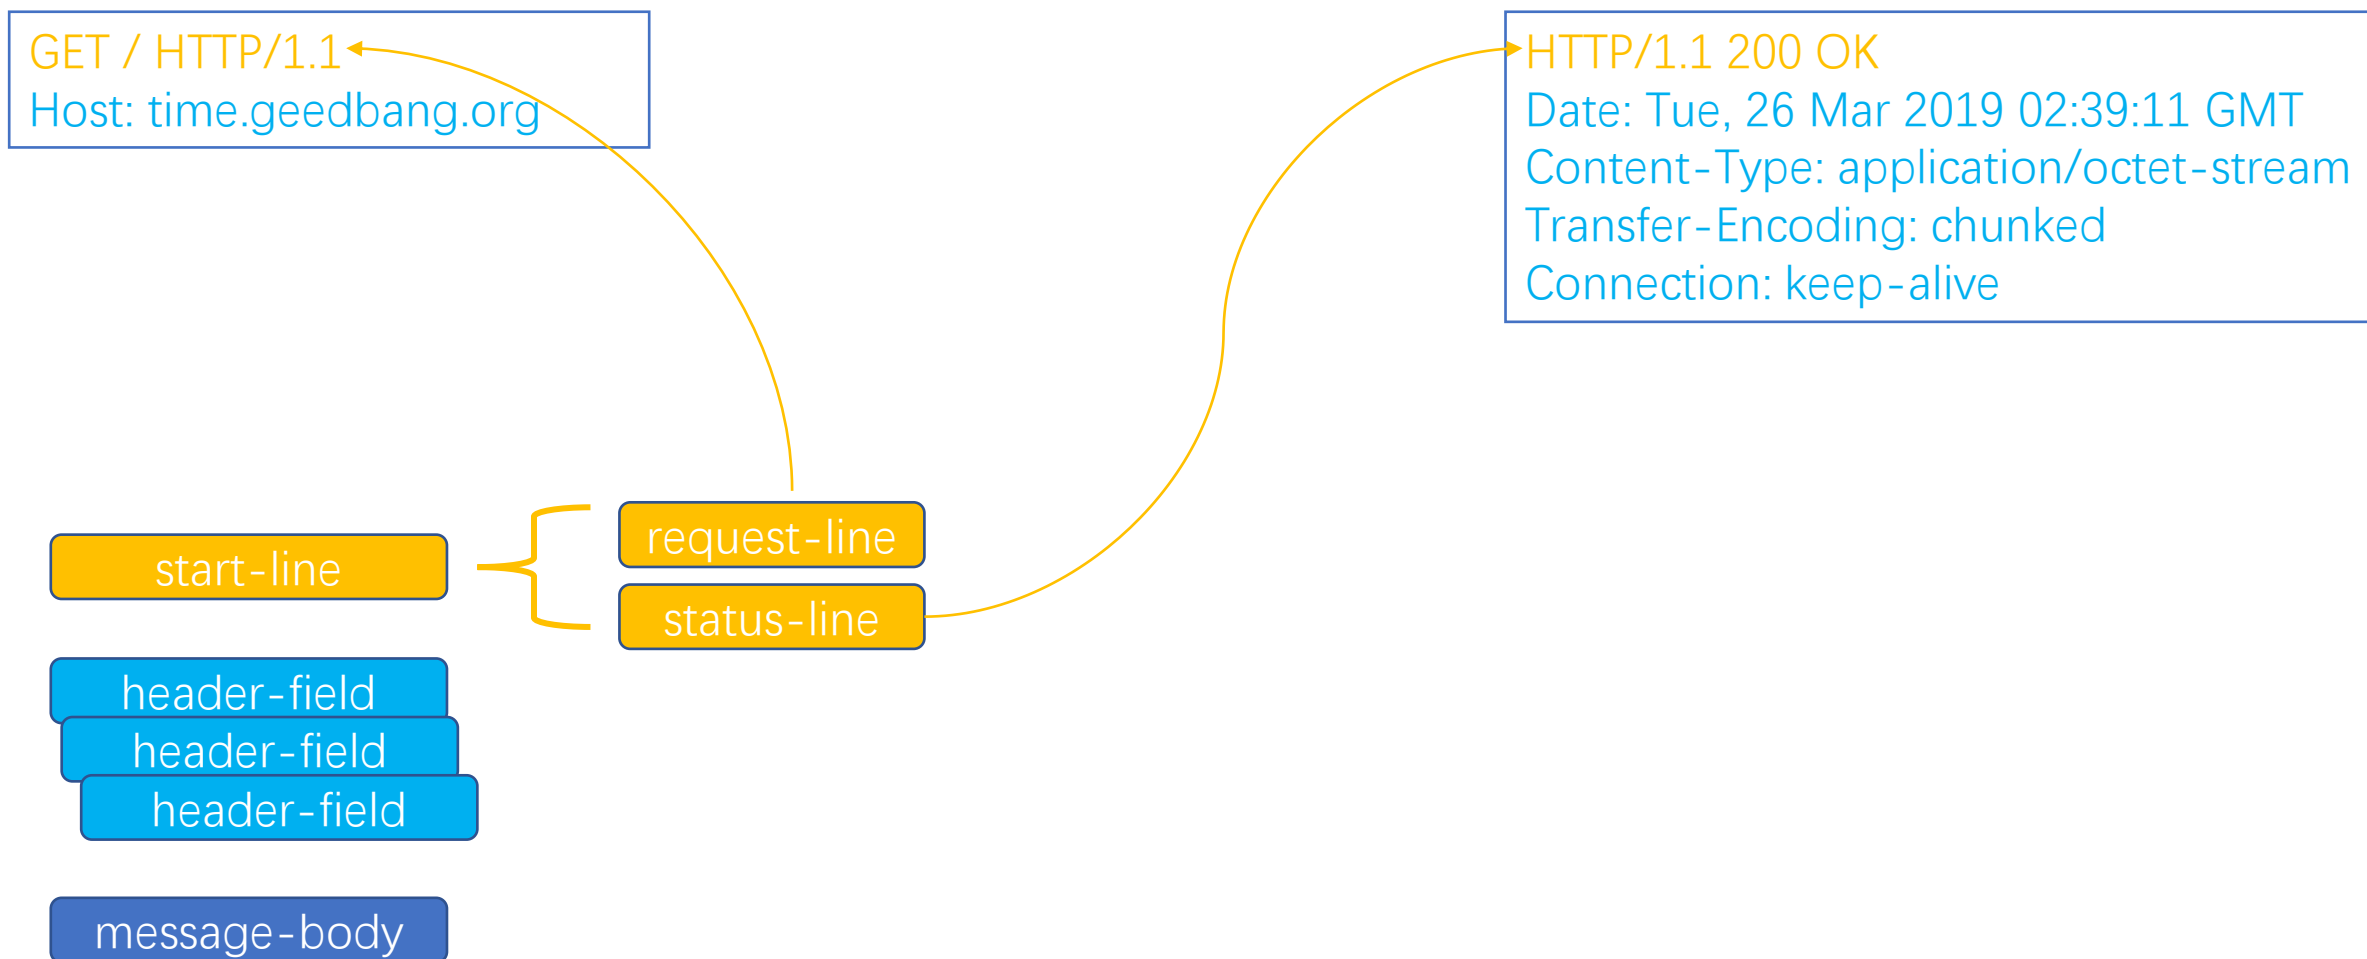 GET / HTTP/1.1
Host: time.geedbang.org
HTTP/1.1 200 OK
Date: Tue, 26 Mar 2019 02:39:11 GMT
Content-Type: application/octet-stream
Transfer-Encoding: chunked
Connection: keep-alive
start-line
request-line
status-line
header-field
header-field
header-field
message-body